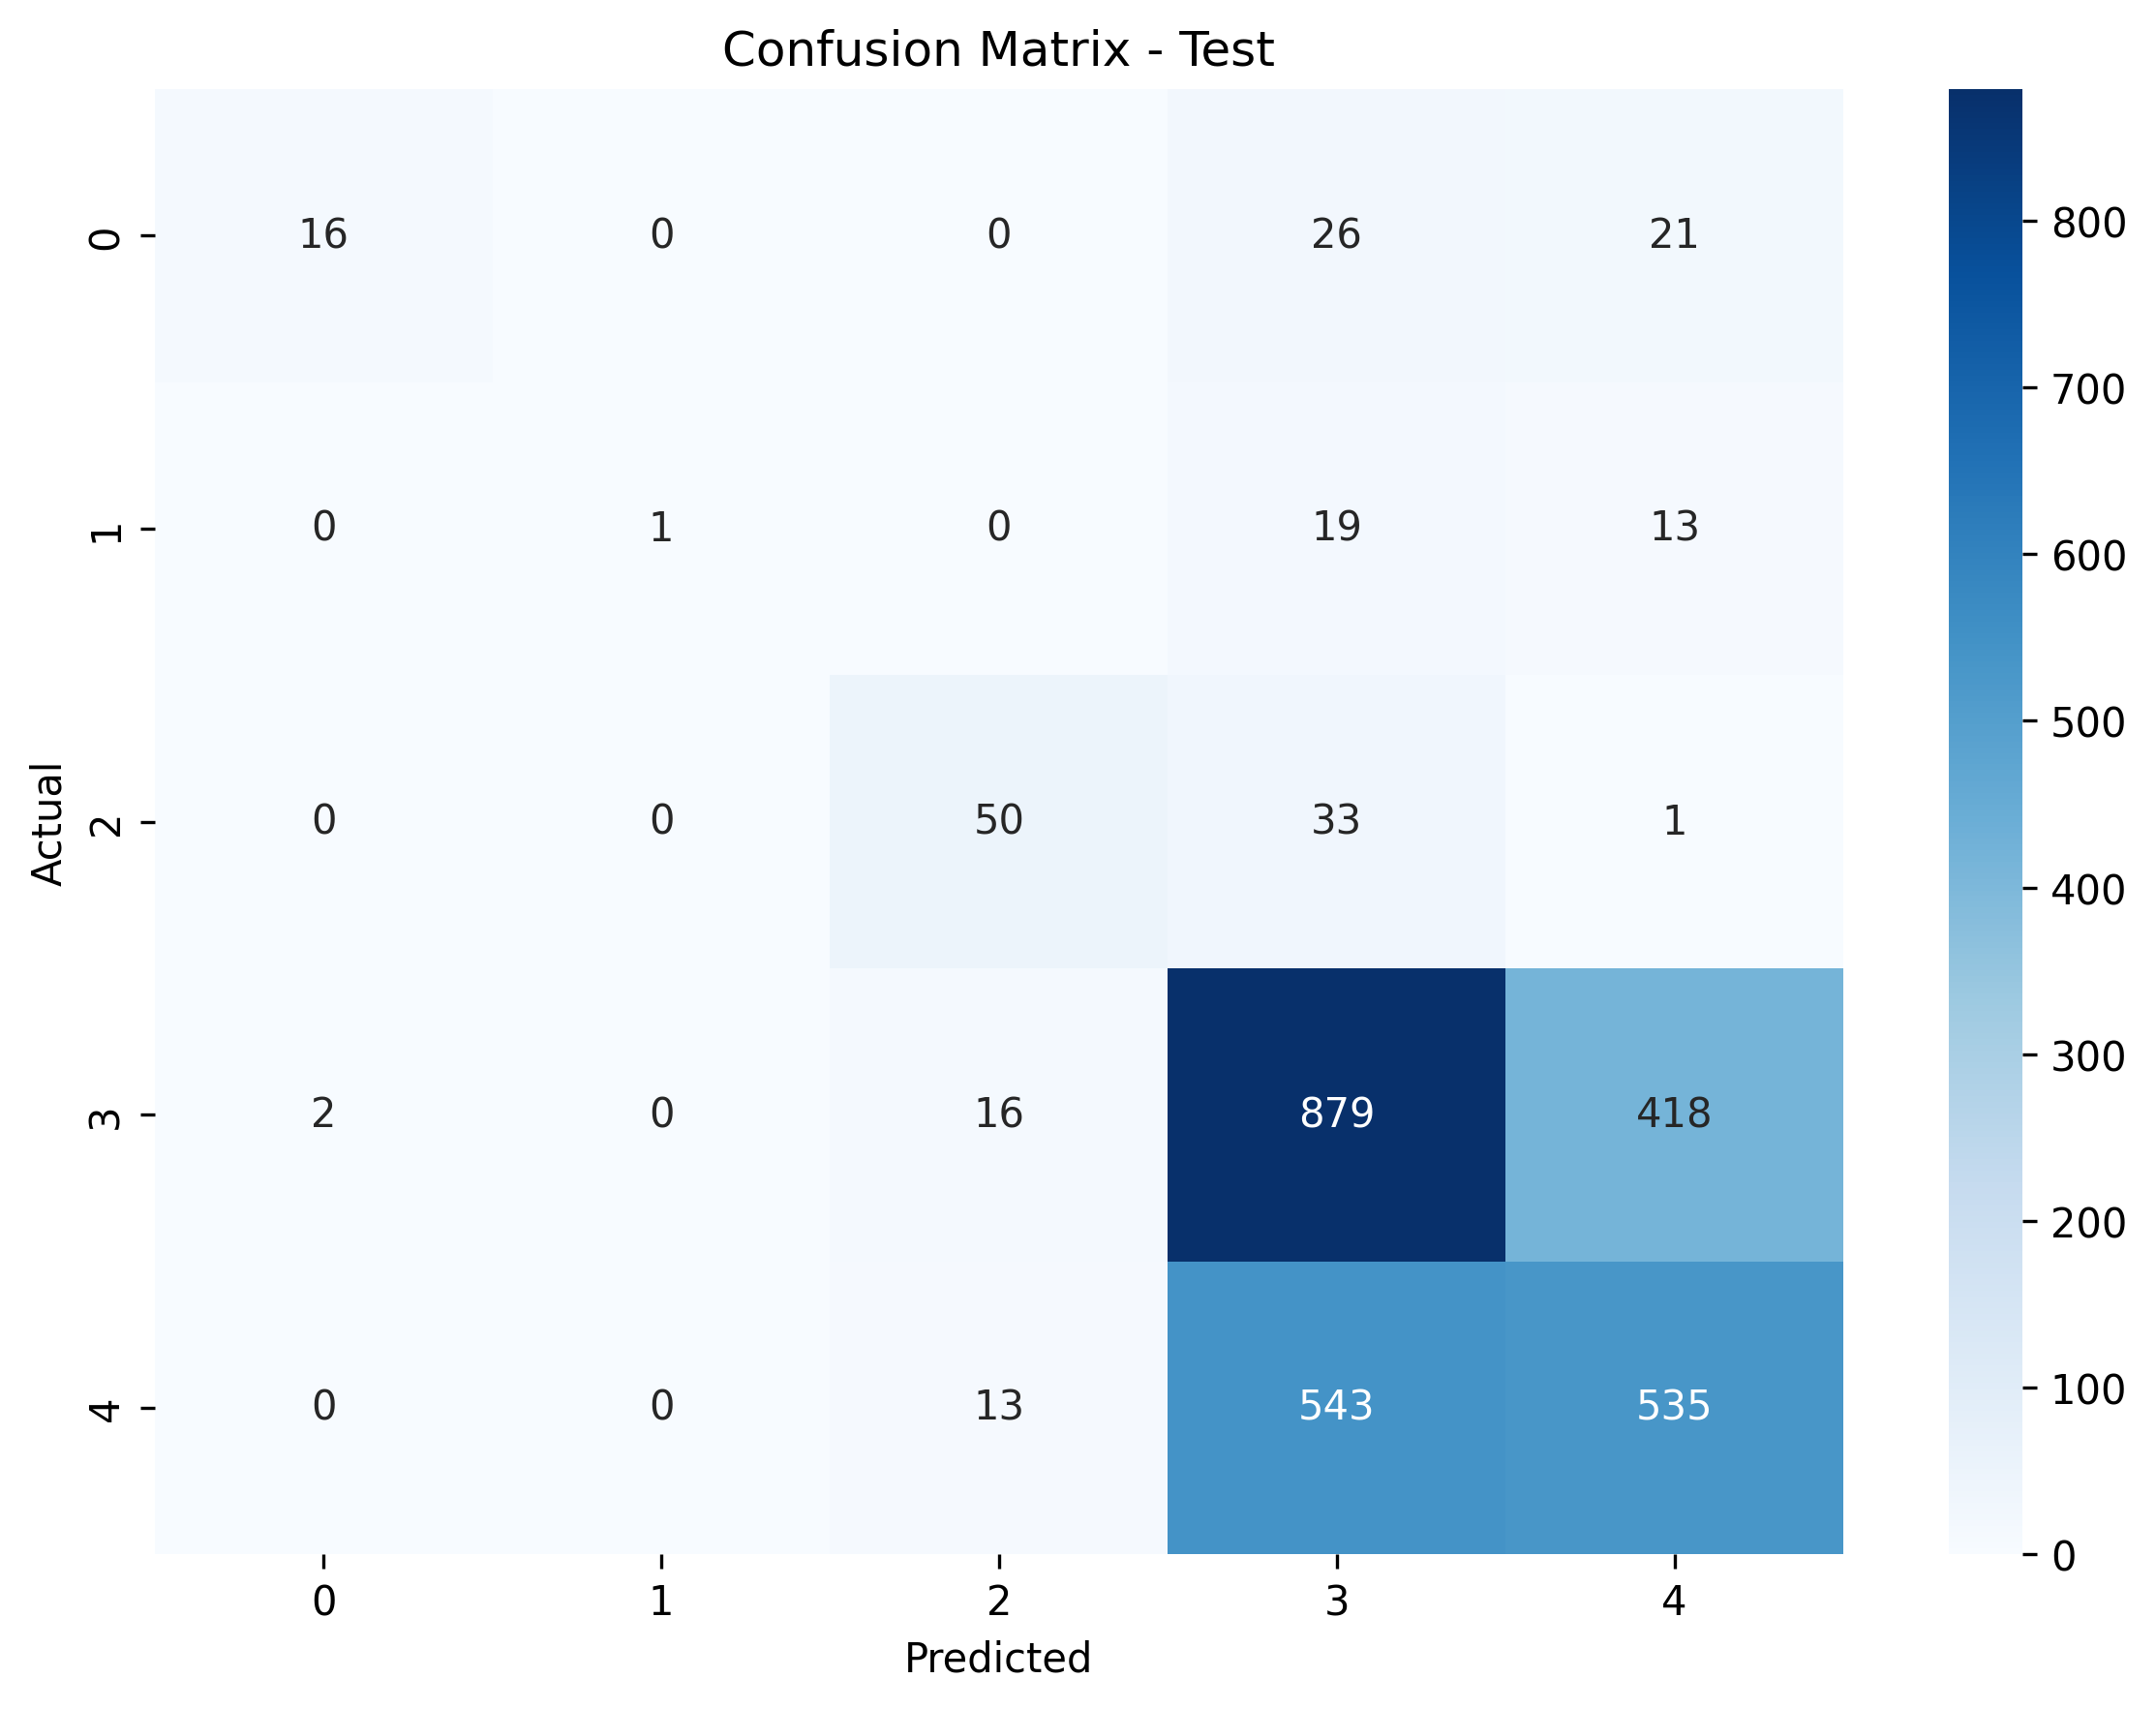 Confusion Matrix - Test
0 16 0 0 26 21
1 0 1 0 19 13
2 0 0 50 33 1
3 2 0 16 879 418
4 0 0 13 543 535
0 1 2 3 4
Predicted
Actual
800
700
600
500
400
300
200
100
0